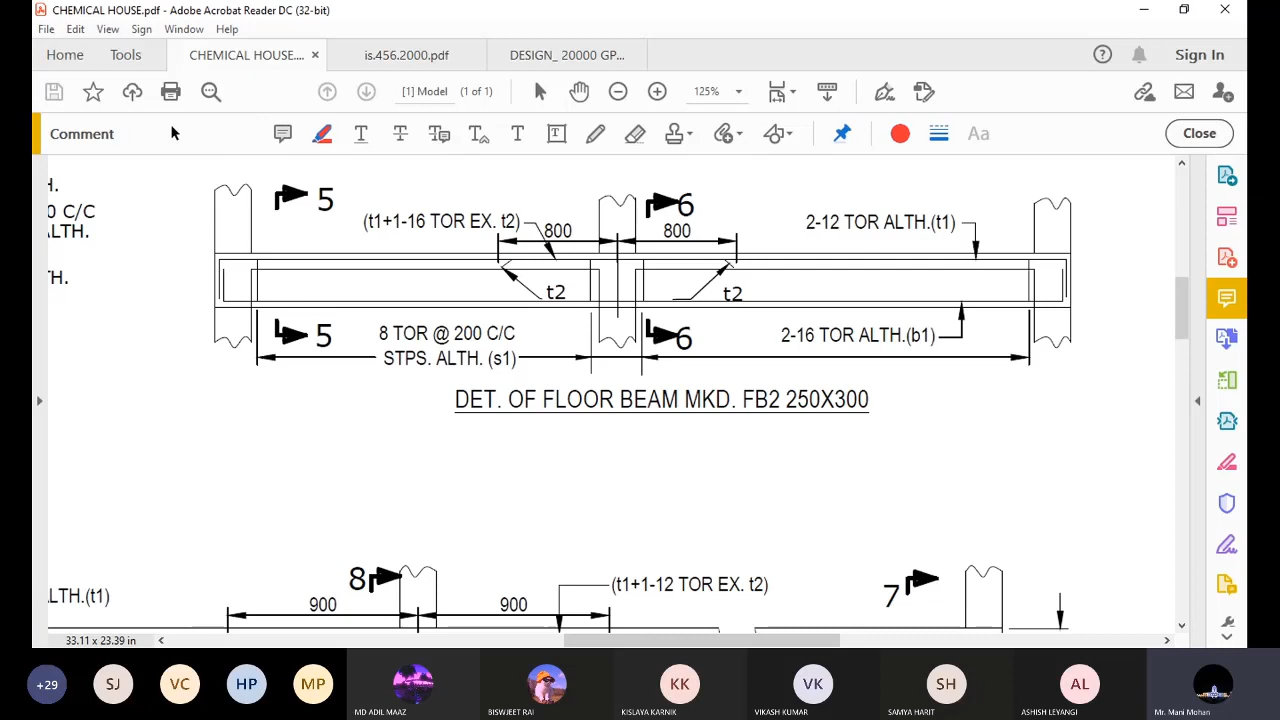 CHEMICAL HOUSE.pdf - Adobe Acrobat Reader DC (32-bit)
File Edit View Sign Window Help
Home Tools CHEMICAL HOUSE.... × is.456.2000.pdf DESIGN_ 20000 GP... Sign In
[1] Model (1 of 1) 125%
Comment Aa Close
H.
0 C/C
ALTH.
TH.
5 6
(t1+1-16 TOR EX. t2) 2-12 TOR ALTH.(t1)
800 800
t2 t2
5 6
8 TOR @ 200 C/C 2-16 TOR ALTH.(b1)
STPS. ALTH. (s1)
DET. OF FLOOR BEAM MKD. FB2 250X300
8 (t1+1-12 TOR EX. t2) 7
ALTH.(t1)
900 900
33.11 x 23.39 in
+29 SJ VC HP MP KK VK SH AL
MD ADIL MAAZ BISWJEET RAI KISLAYA KARNIK VIKASH KUMAR SAMYA HARIT ASHISH LEYANGI Mr. Mani Mohan